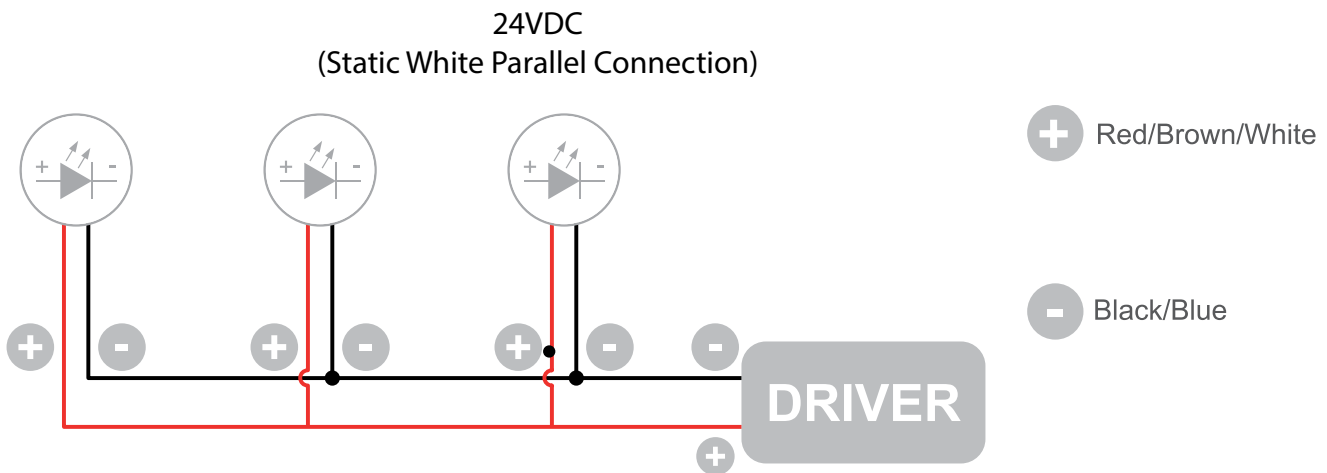 24VDC
(Static White Parallel Connection)
+ -
+ -
+ -
+ Red/Brown/White
- Black/Blue
+ -
+ -
+ -
-
DRIVER
+